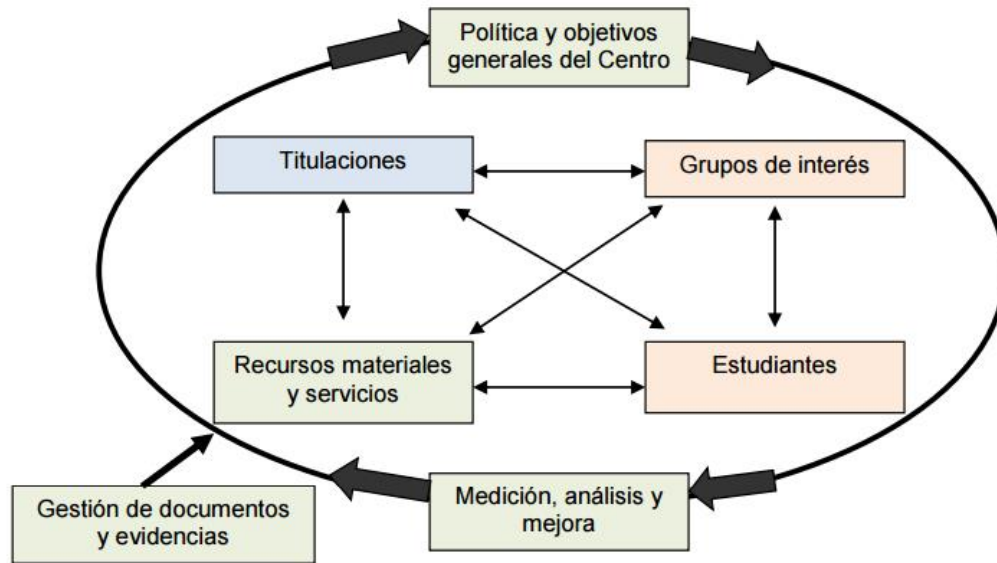 Política y objetivos
generales del Centro
Titulaciones
Grupos de interés
Recursos materiales
y servicios
Estudiantes
Gestión de documentos
y evidencias
Medición, análisis y
mejora